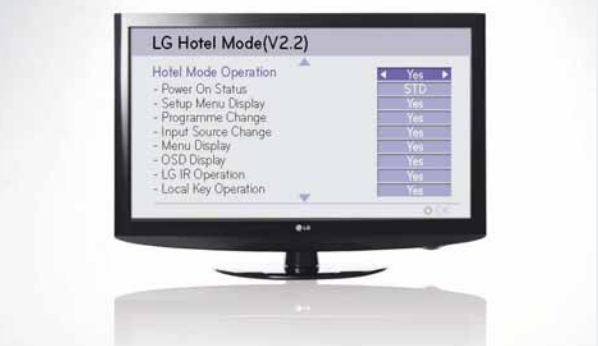 LG Hotel Mode(V2.2)
Hotel Mode Operation Yes
- Power On Status STD
- Setup Menu Display Yes
- Programme Change Yes
- Input Source Change Yes
- Menu Display Yes
- OSD Display Yes
- LG IR Operation Yes
- Local Key Operation Yes
OK
LG